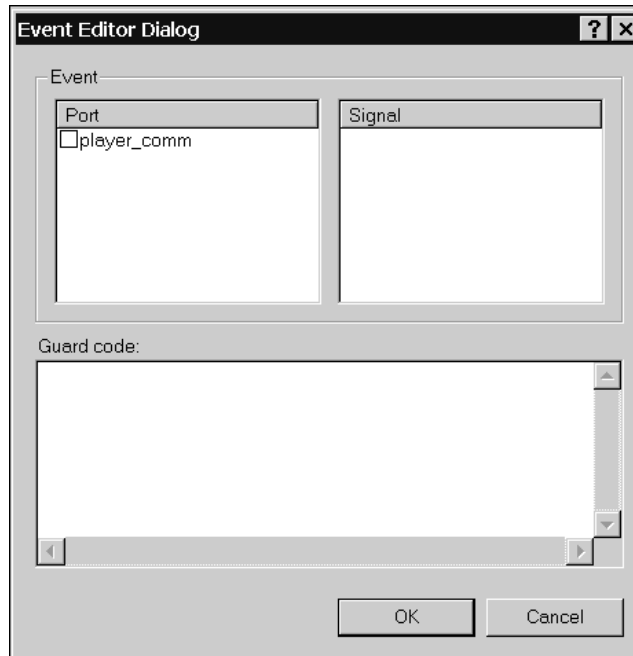 Event Editor Dialog
Event
Port
Signal
player_comm
Guard code:
OK
Cancel